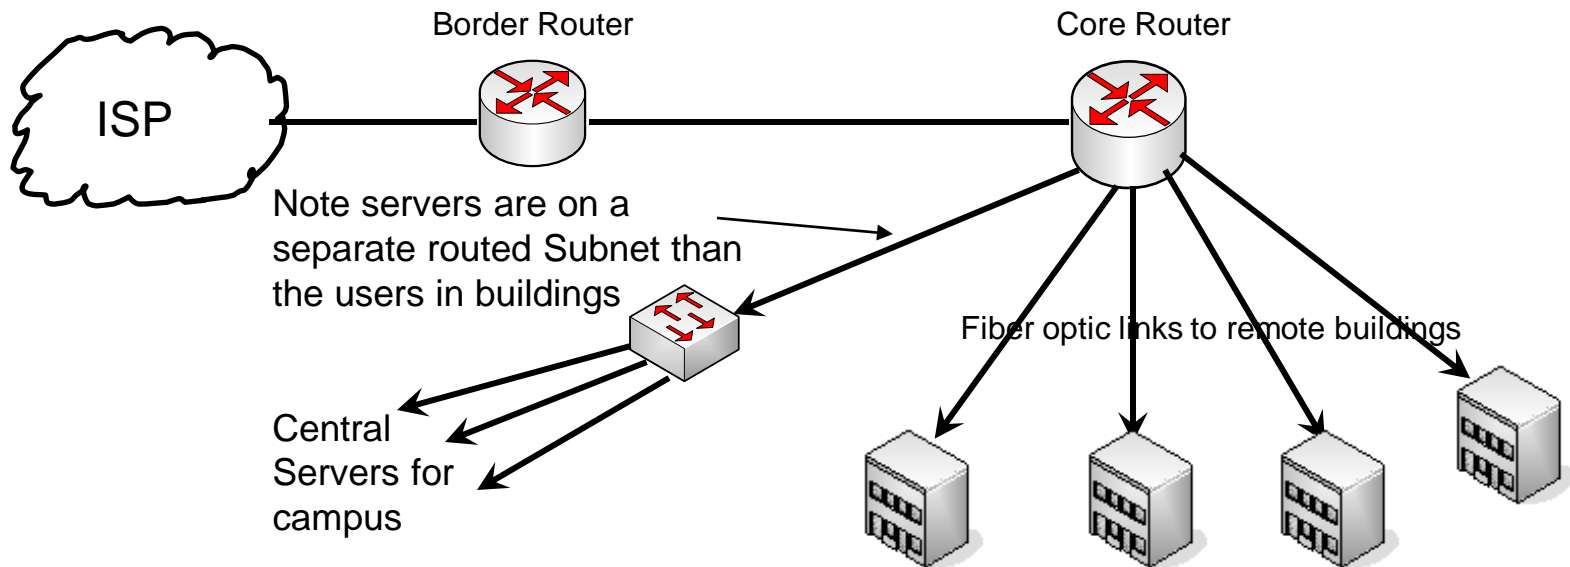 Border Router
Core Router
ISP
Note servers are on a
separate routed Subnet than
the users in buildings
Fiber optic links to remote buildings
Central
Servers for
campus